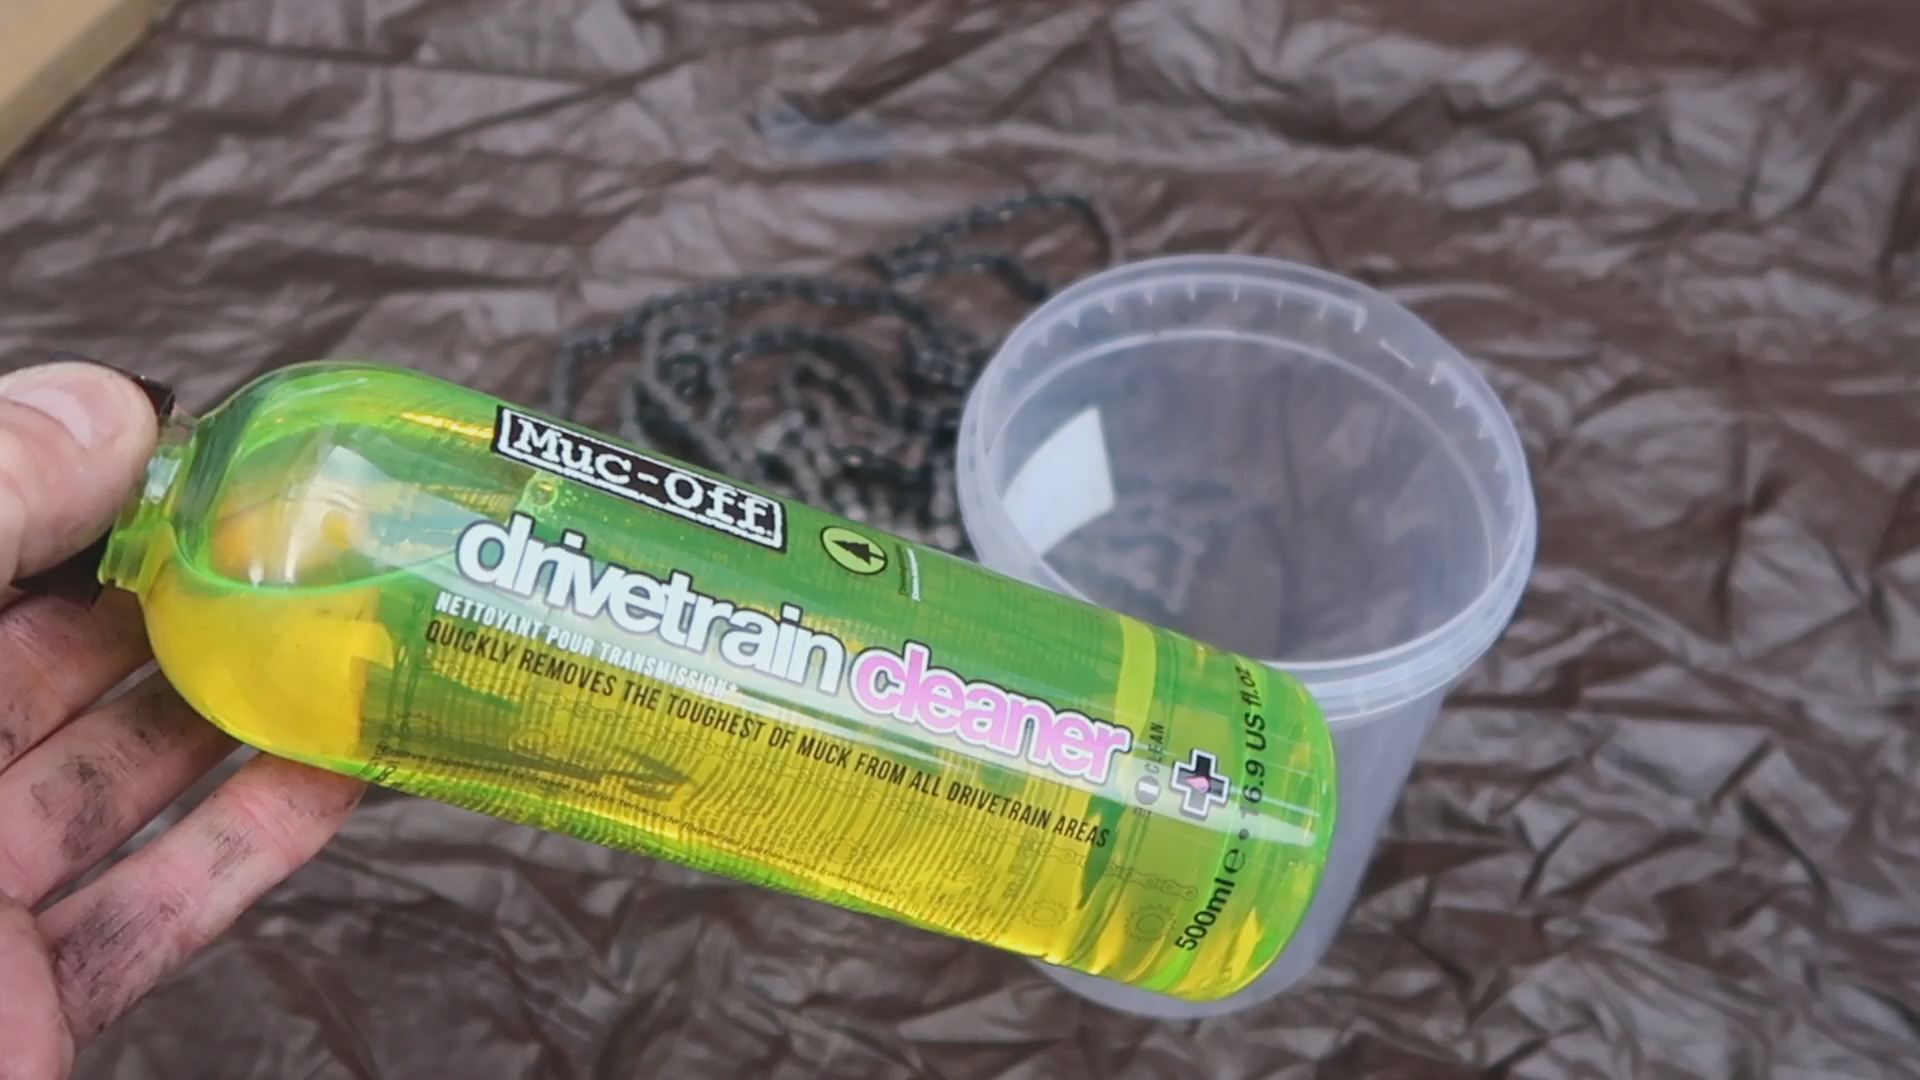 Muc-Off
drivetrain cleaner
NETTOYANT POUR TRANSMISSION*
QUICKLY REMOVES THE TOUGHEST OF MUCK FROM ALL DRIVETRAIN AREAS
CLEAN
500ml e • 16.9 US fl. oz